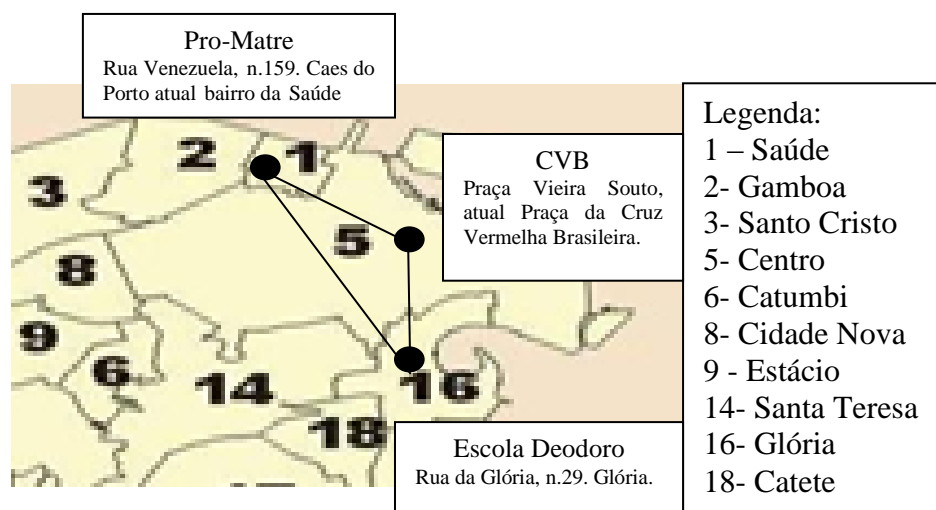 Pro-Matre
Rua Venezuela, n.159. Caes do
Porto atual bairro da Saúde
CVB
Praça Vieira Souto,
atual Praça da Cruz
Vermelha Brasileira.
Escola Deodoro
Rua da Glória, n.29. Glória.
Legenda:
1 – Saúde
2- Gamboa
3- Santo Cristo
5- Centro
6- Catumbi
8- Cidade Nova
9 - Estácio
14- Santa Teresa
16- Glória
18- Catete
2
1
3
5
8
9
6
14
16
18